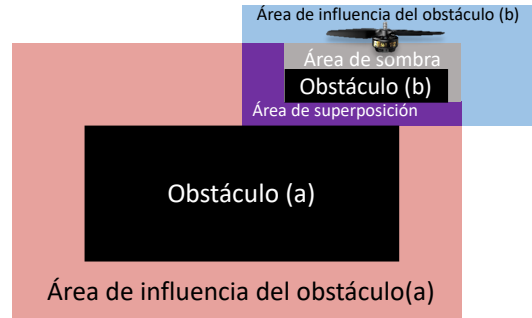 Área de influencia del obstáculo (b)
Área de sombra
Obstáculo (b)
Área de superposición
Obstáculo (a)
Área de influencia del obstáculo(a)